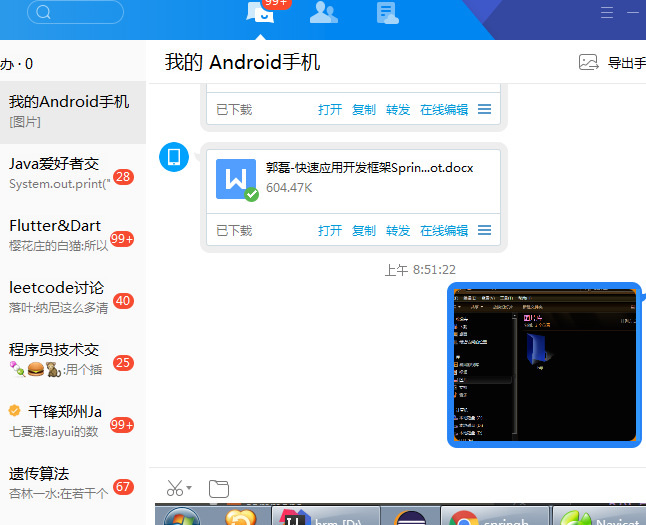 99+
办 · 0
我的 Android手机
导出手
我的Android手机
[图片]
Java爱好者交
System.out.print("
28
Flutter&Dart
樱花庄的白猫:所以
99+
leetcode讨论
落叶:纳尼这么多清
40
程序员技术交
:用个插
25
千锋郑州Ja
七夏港:layui的数
99+
遗传算法
杏林一水:在若干个
67
已下载 打开 复制 转发 在线编辑
郭磊-快速应用开发框架Sprin...ot.docx
604.47K
已下载 打开 复制 转发 在线编辑
上午 8:51:22
hrm [D:\
springb
Navicat